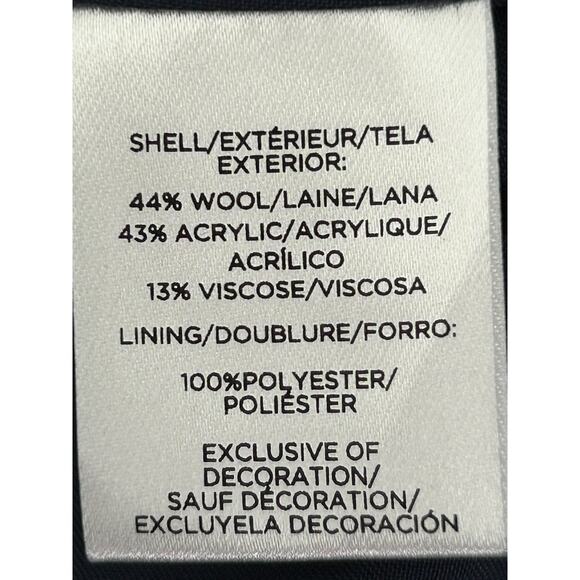 SHELL/EXTÉRIEUR/TELA
EXTERIOR:
44% WOOL/LAINE/LANA
43% ACRYLIC/ACRYLIQUE/
ACRÍLICO
13% VISCOSE/VISCOSA
LINING/DOUBLURE/FORRO:
100%POLYESTER/
POLIÉSTER
EXCLUSIVE OF
DECORATION/
SAUF DÉCORATION/
EXCLUYELA DECORACIÓN